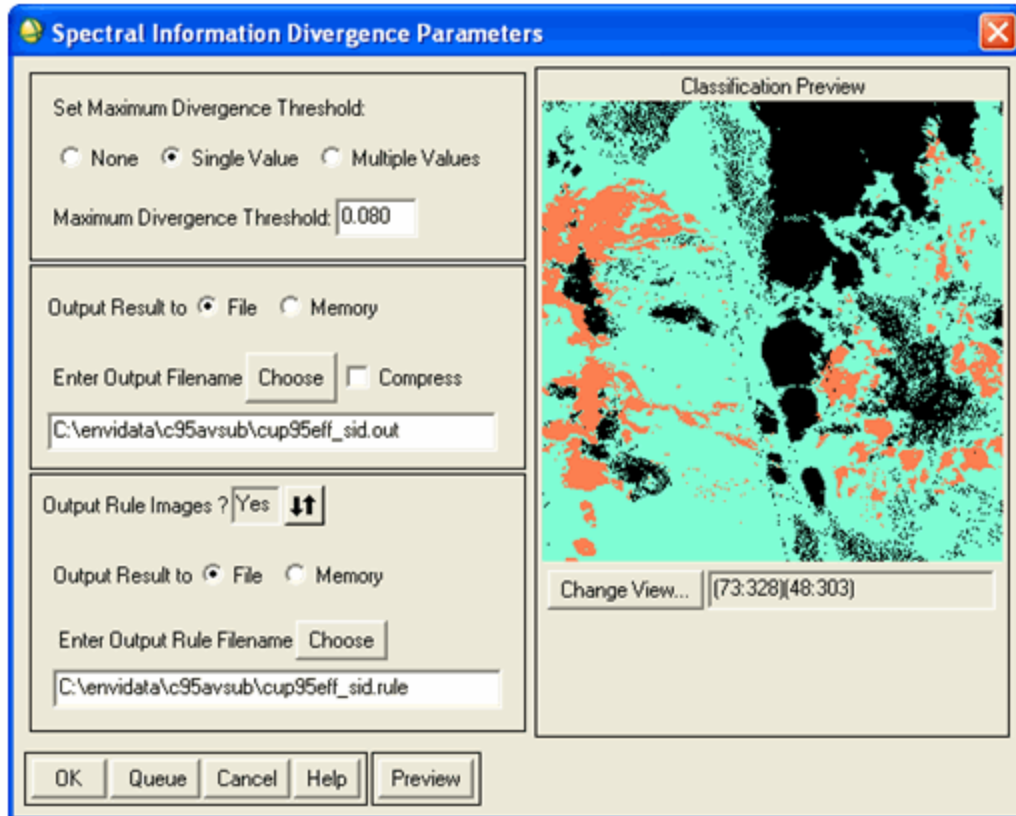 Spectral Information Divergence Parameters
Set Maximum Divergence Threshold:
None Single Value Multiple Values
Maximum Divergence Threshold: 0.080
Output Result to File Memory
Enter Output Filename Choose Compress
C:\envidata\c95avsub\cup95eff_sid.out
Output Rule Images ? Yes
Output Result to File Memory
Enter Output Rule Filename Choose
C:\envidata\c95avsub\cup95eff_sid.rule
Classification Preview
Change View... (73:328)(48:303)
OK Queue Cancel Help Preview